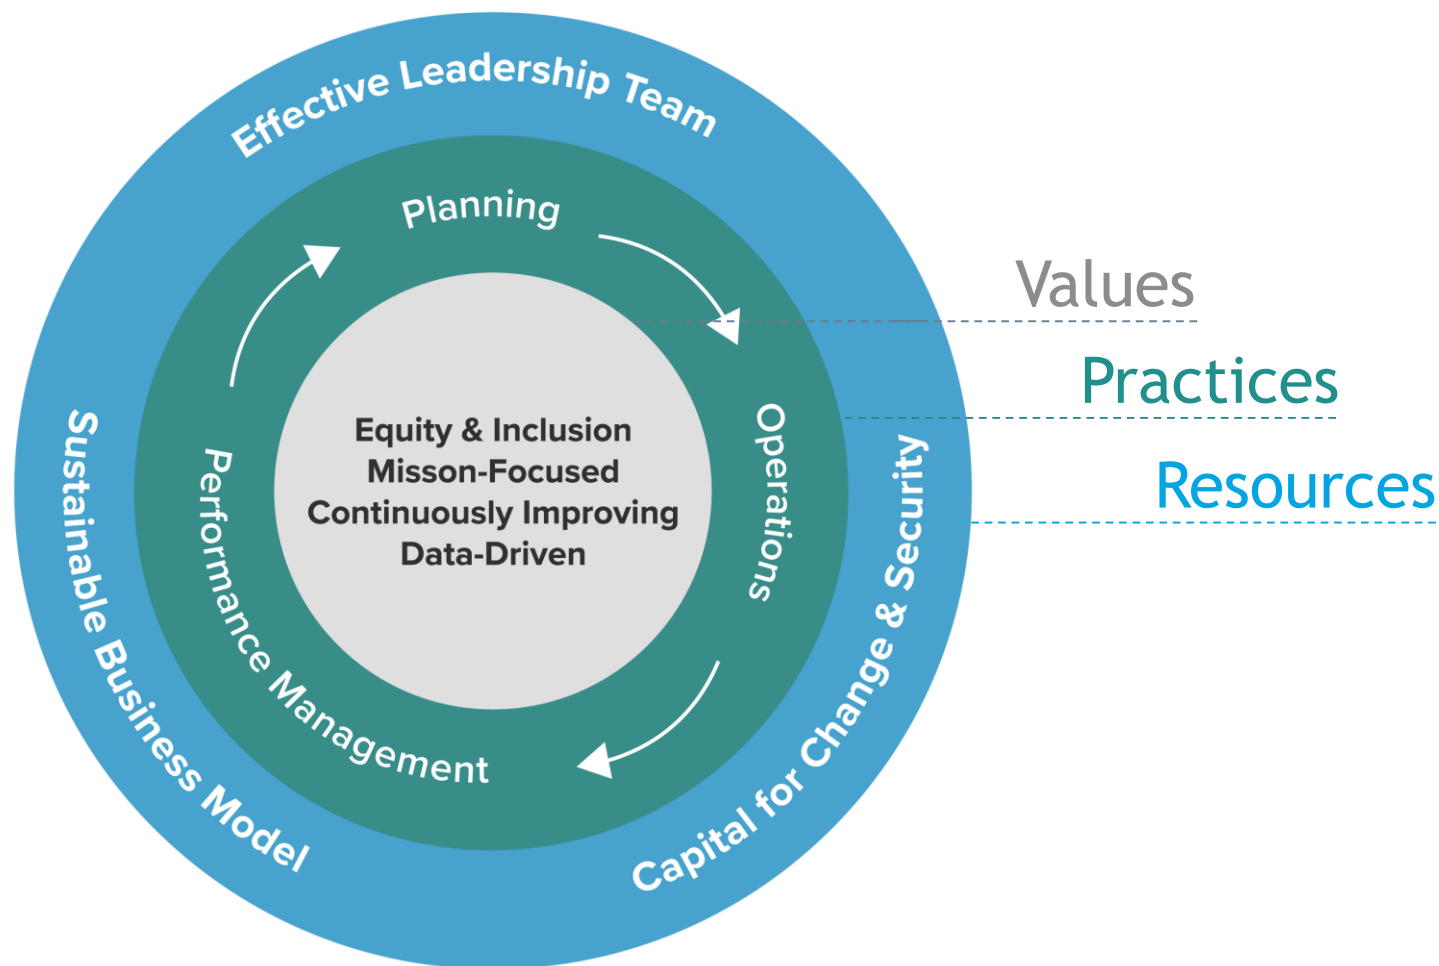 Effective Leadership Team
Planning
Values
Practices
Resources
Operations
Capital for Change & Security
Performance Management
Sustainable Business Model
Equity & Inclusion
Misson-Focused
Continuously Improving
Data-Driven